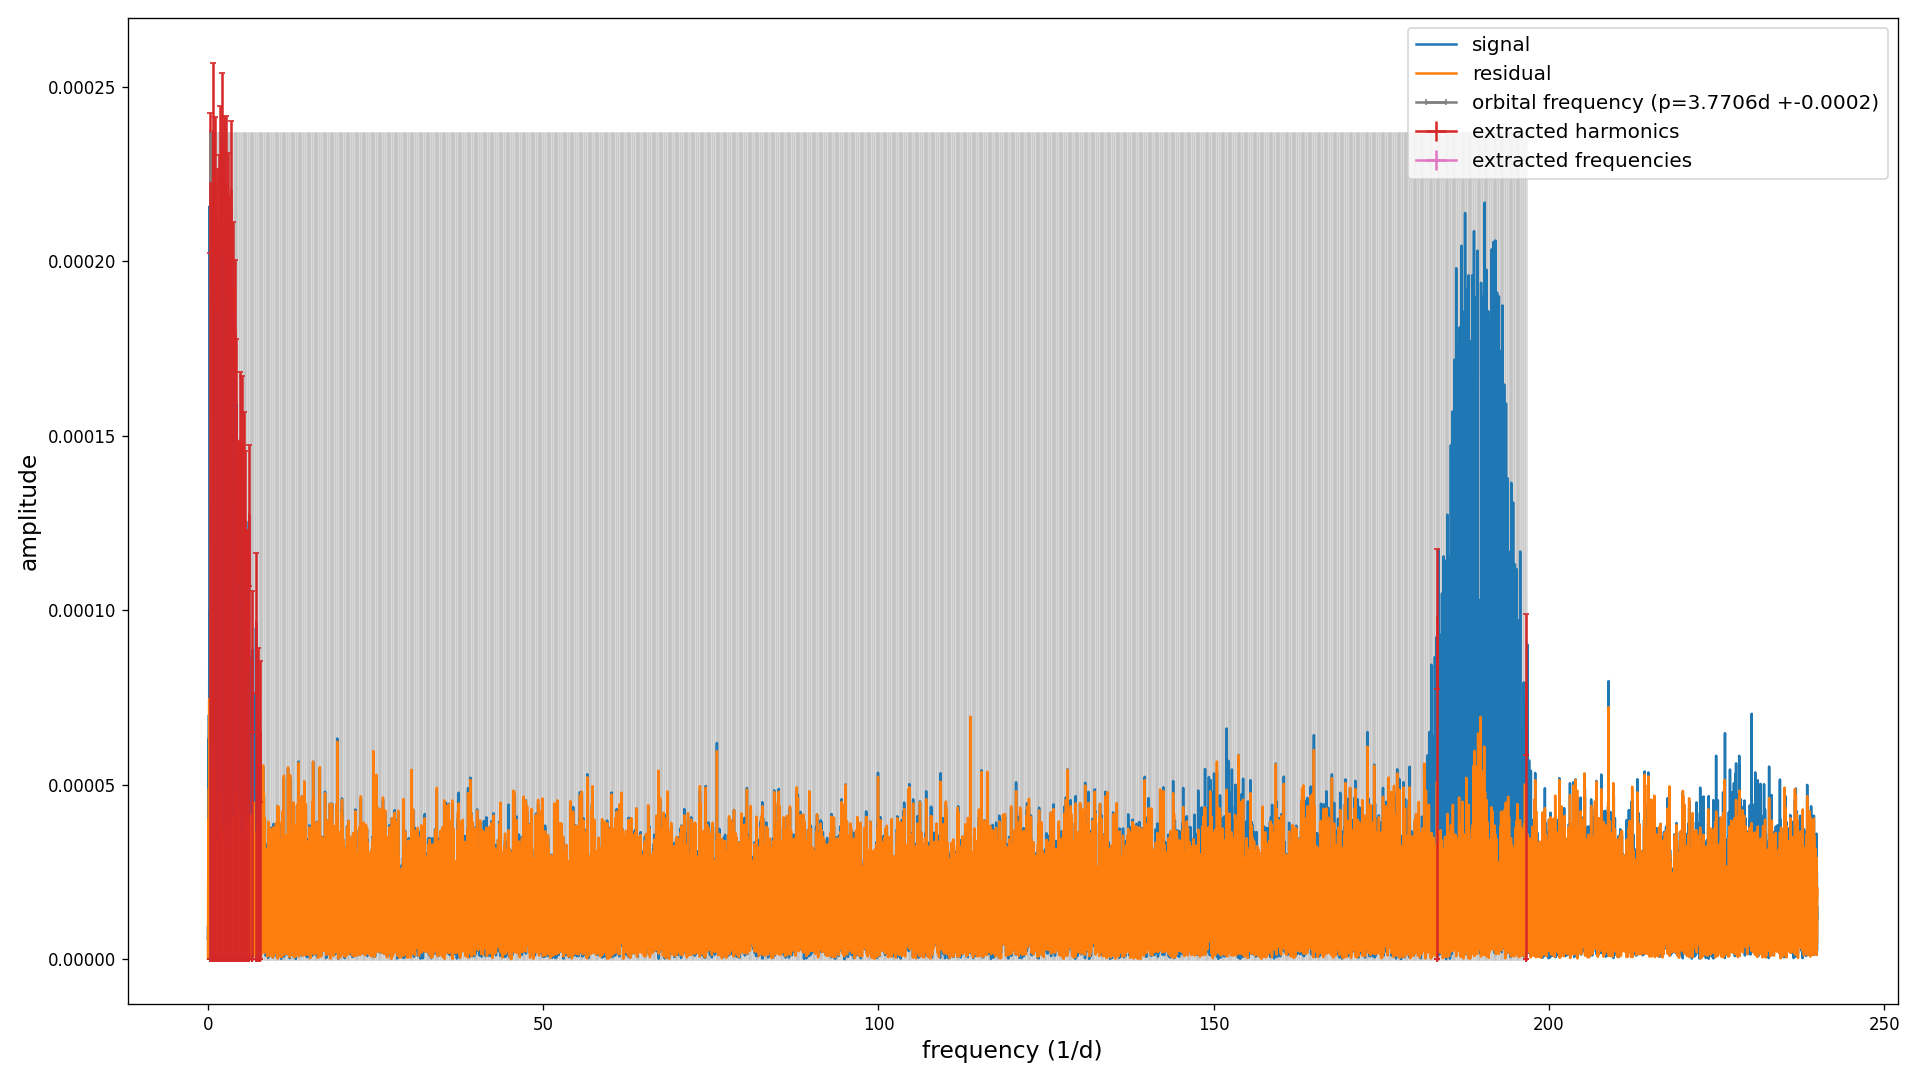 signal
residual
orbital frequency (p=3.7706d +-0.0002)
extracted harmonics
extracted frequencies
amplitude
0.00025
0.00020
0.00015
0.00010
0.00005
0.00000
0 50 100 150 200 250
frequency (1/d)